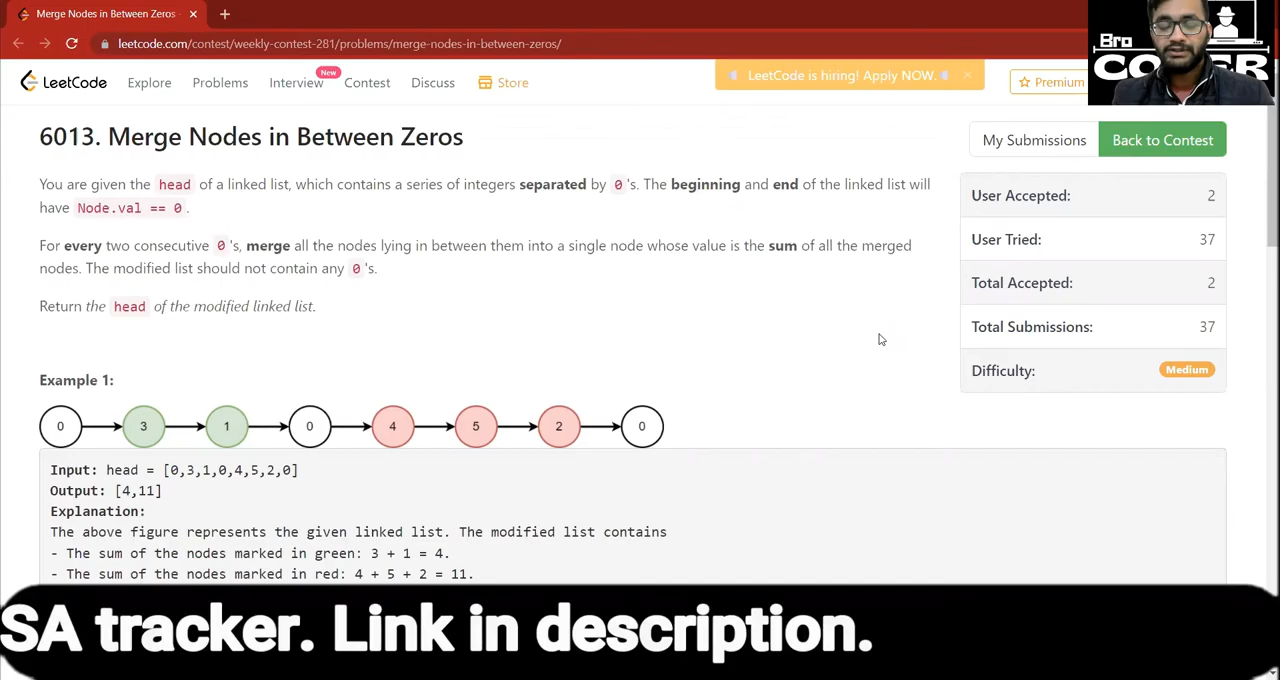 Merge Nodes in Between Zeros -
leetcode.com/contest/weekly-contest-281/problems/merge-nodes-in-between-zeros/
Bro
LeetCode
Explore
Problems
Interview
New
Contest
Discuss
Store
LeetCode is hiring! Apply NOW.
Premium
6013. Merge Nodes in Between Zeros
My Submissions
Back to Contest
You are given the head of a linked list, which contains a series of integers separated by 0's. The beginning and end of the linked list will
have Node.val == 0.
For every two consecutive 0's, merge all the nodes lying in between them into a single node whose value is the sum of all the merged
nodes. The modified list should not contain any 0's.
Return the head of the modified linked list.
User Accepted: 2
User Tried: 37
Total Accepted: 2
Total Submissions: 37
Difficulty: Medium
Example 1:
0 3 1 0 4 5 2 0
Input: head = [0,3,1,0,4,5,2,0]
Output: [4,11]
Explanation:
The above figure represents the given linked list. The modified list contains
- The sum of the nodes marked in green: 3 + 1 = 4.
- The sum of the nodes marked in red: 4 + 5 + 2 = 11.
SA tracker. Link in description.